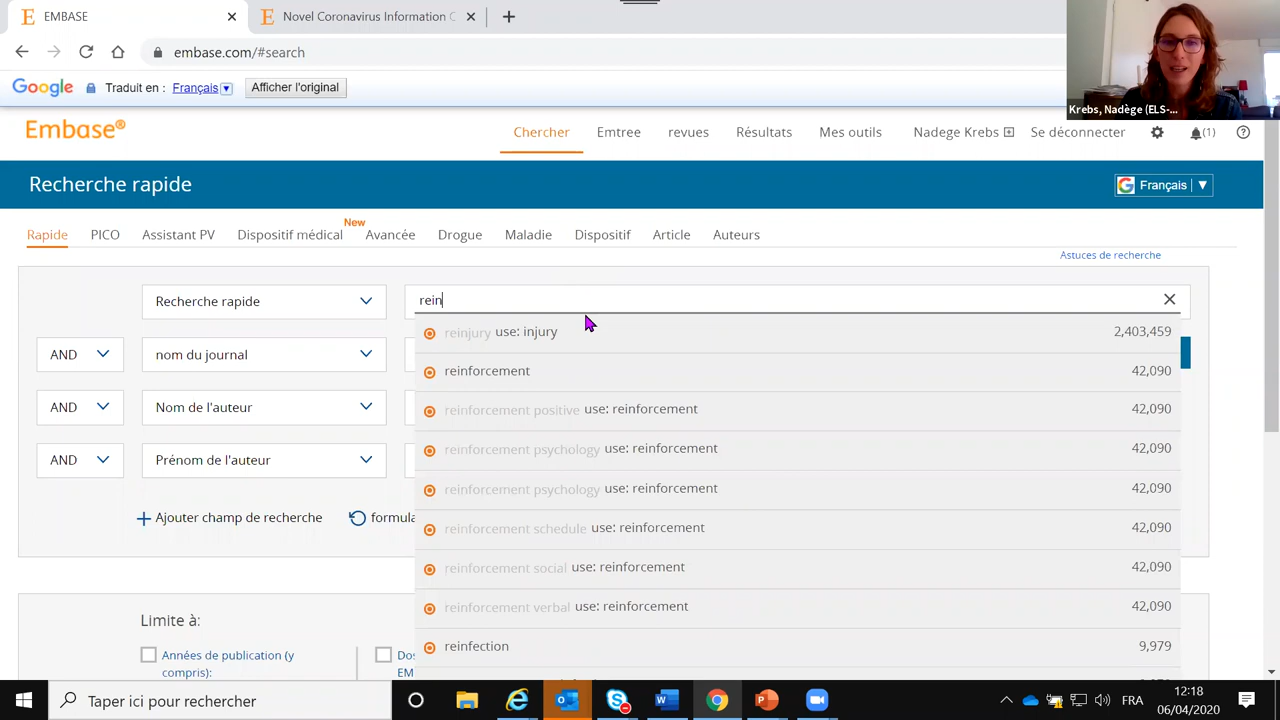 EMBASE
Novel Coronavirus Information C
embase.com/#search
Google Traduit en : Français Afficher l'original
Krebs, Nadège (ELS-...
Embase®
Chercher Emtree revues Résultats Mes outils Nadege Krebs Se déconnecter (1)
Recherche rapide
G Français
New
Rapide PICO Assistant PV Dispositif médical Avancée Drogue Maladie Dispositif Article Auteurs
Astuces de recherche
Recherche rapide rein
reinjury use: injury 2,403,459
AND nom du journal
reinforcement 42,090
AND Nom de l'auteur
reinforcement positive use: reinforcement 42,090
reinforcement psychology use: reinforcement 42,090
AND Prénom de l'auteur
reinforcement psychology use: reinforcement 42,090
Ajouter champ de recherche formula
reinforcement schedule use: reinforcement 42,090
reinforcement social use: reinforcement 42,090
reinforcement verbal use: reinforcement 42,090
Limite à:
reinfection 9,979
Années de publication (y compris):
Dos
EM
Taper ici pour rechercher
FRA
12:18
06/04/2020